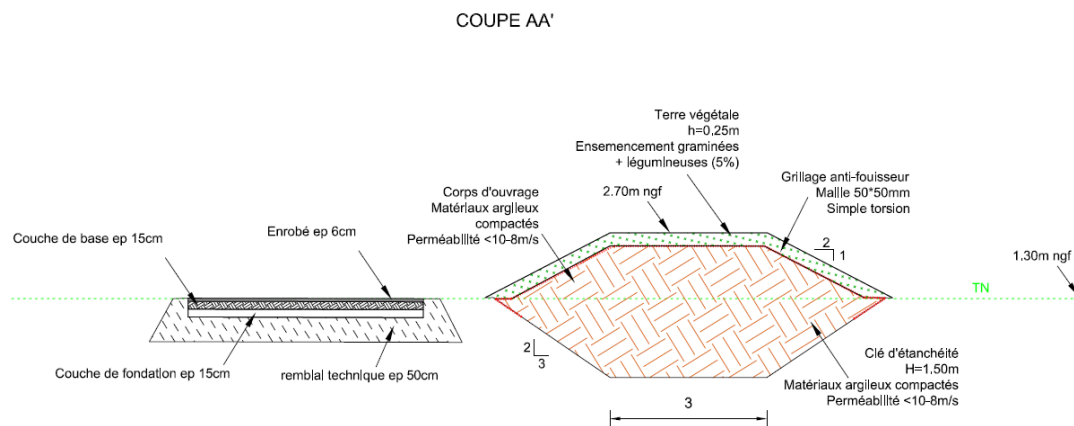 COUPE AA'
Terre végétale
h=0,25m
Ensemencement graminées
+ légumineuses (5%)
Grillage anti-fouisseur
Maille 50*50mm
Simple torsion
2.70m ngf
Corps d'ouvrage
Matériaux argileux
compactés
Perméabilité <10-8m/s
Couche de base ep 15cm
Enrobé ep 6cm
2
1
1.30m ngf
TN
2
3
Couche de fondation ep 15cm
remblai technique ep 50cm
Clé d'étanchéité
H=1.50m
Matériaux argileux compactés
Perméabilité <10-8m/s
3